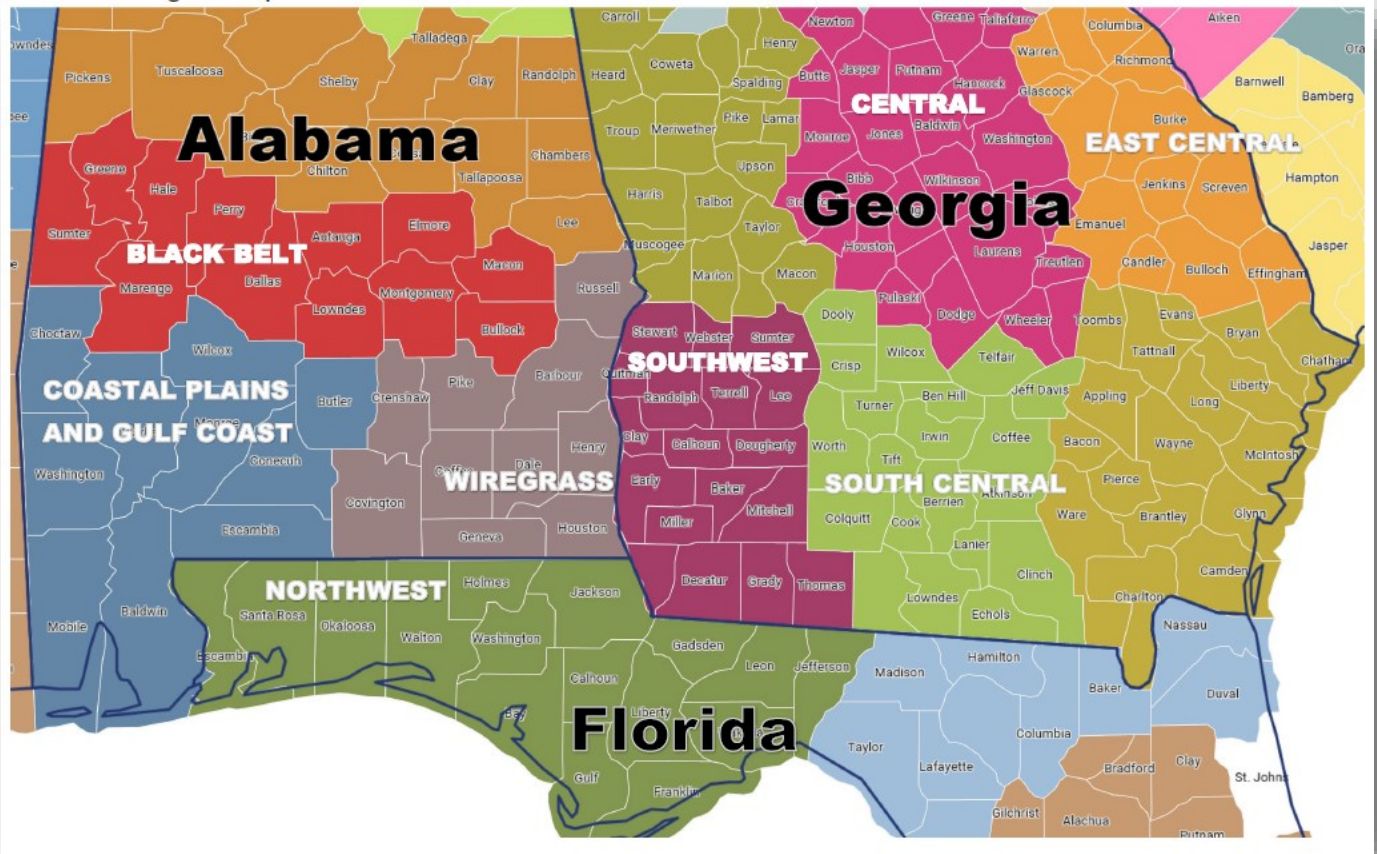 Carroll
Newton
Greene
Taliaferro
Columbia
Aiken
Talladega
Henry
Warren
Richmond
Pickens
Tuscaloosa
Shelby
Clay
Randolph
Heard
Coweta
Spalding
Butts
Jasper
Putnam
Hancock
Glascock
Barnwell
Bamberg
CENTRAL
Troup
Meriwether
Pike
Lamar
Monroe
Jones
Baldwin
Washington
Burke
EAST CENTRAL
Alabama
Greene
Hale
Chilton
Tallapoosa
Chambers
Upson
Bibb
Wilkinson
Jenkins
Screven
Hampton
Georgia
Perry
Harris
Talbot
Taylor
Emanuel
Sumter
Autauga
Elmore
Lee
Muscogee
Houston
Laurens
Treutlen
Jasper
BLACK BELT
Marengo
Dallas
Montgomery
Macon
Russell
Marion
Macon
Candler
Bulloch
Effingham
Lowndes
Bullock
Pulaski
Dodge
Wheeler
Toombs
Evans
Bryan
Choctaw
Wilcox
Stewart
Webster
Sumter
Dooly
Wilcox
Telfair
Tattnall
Chatham
SOUTHWEST
COASTAL PLAINS
AND GULF COAST
Butler
Crenshaw
Pike
Barbour
Quitman
Randolph
Terrell
Lee
Crisp
Turner
Ben Hill
Jeff Davis
Appling
Long
Liberty
Conecuh
Henry
Clay
Calhoun
Dougherty
Worth
Irwin
Coffee
Bacon
Wayne
McIntosh
Washington
Coffee
Dale
WIREGRASS
Early
Baker
Tift
SOUTH CENTRAL
Berrien
Atkinson
Pierce
Covington
Miller
Mitchell
Colquitt
Cook
Ware
Brantley
Glynn
Escambia
Geneva
Houston
Lanier
NORTHWEST
Holmes
Jackson
Decatur
Grady
Thomas
Clinch
Camden
Charlton
Lowndes
Echols
Mobile
Baldwin
Santa Rosa
Okaloosa
Walton
Washington
Nassau
Escambia
Gadsden
Leon
Jefferson
Madison
Hamilton
Baker
Duval
Calhoun
Bay
Liberty
Florida
Taylor
Columbia
Lafayette
Gulf
Franklin
Bradford
Clay
St. Johns
Gilchrist
Alachua
Putnam